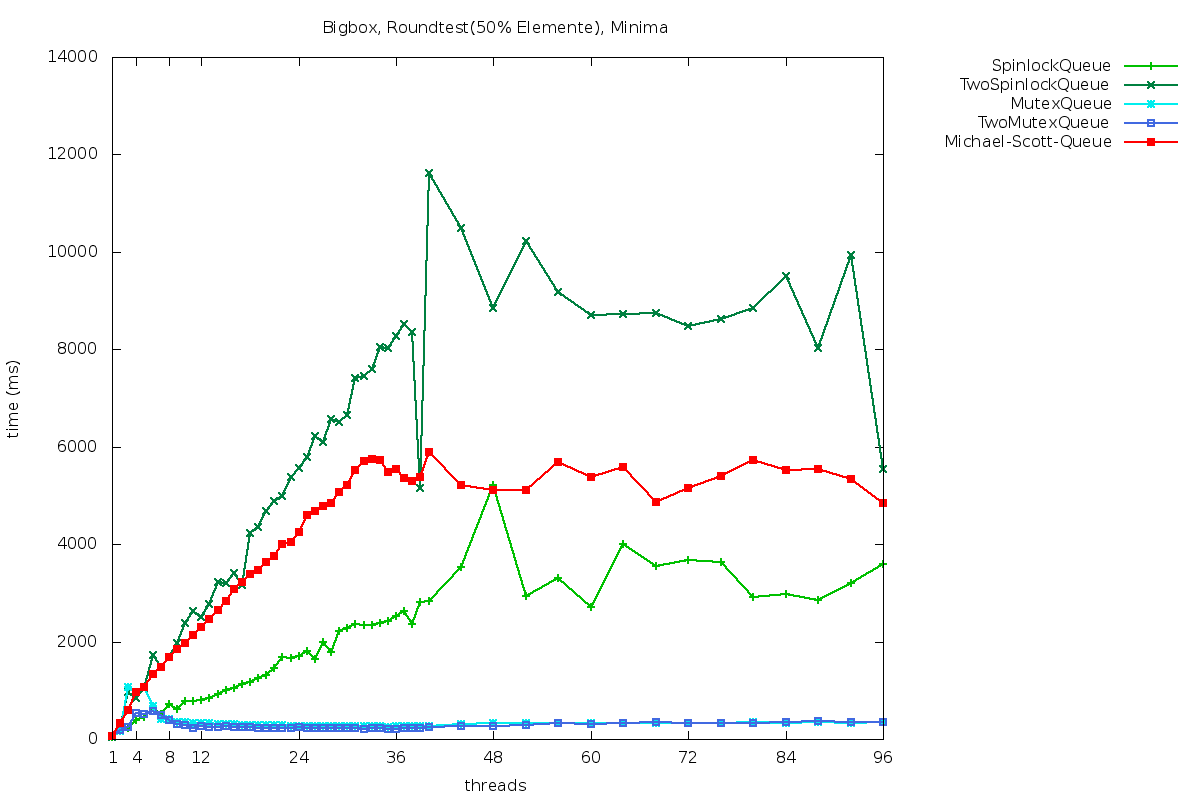 Bigbox, Roundtest(50% Elemente), Minima
SpinlockQueue
TwoSpinlockQueue
MutexQueue
TwoMutexQueue
Michael-Scott-Queue
14000
12000
10000
8000
6000
4000
2000
0
time (ms)
1 4 8 12 24 36 48 60 72 84 96
threads